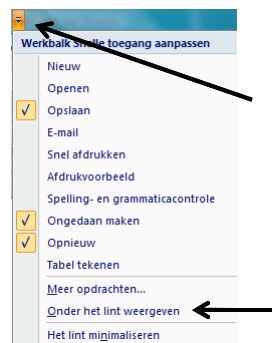 Werkbalk Snelle toegang aanpassen
Nieuw
Openen
Opslaan
E-mail
Snel afdrukken
Afdrukvoorbeeld
Spelling- en grammaticacontrole
Ongedaan maken
Opnieuw
Tabel tekenen
Meer opdrachten...
Onder het lint weergeven
Het lint minimaliseren